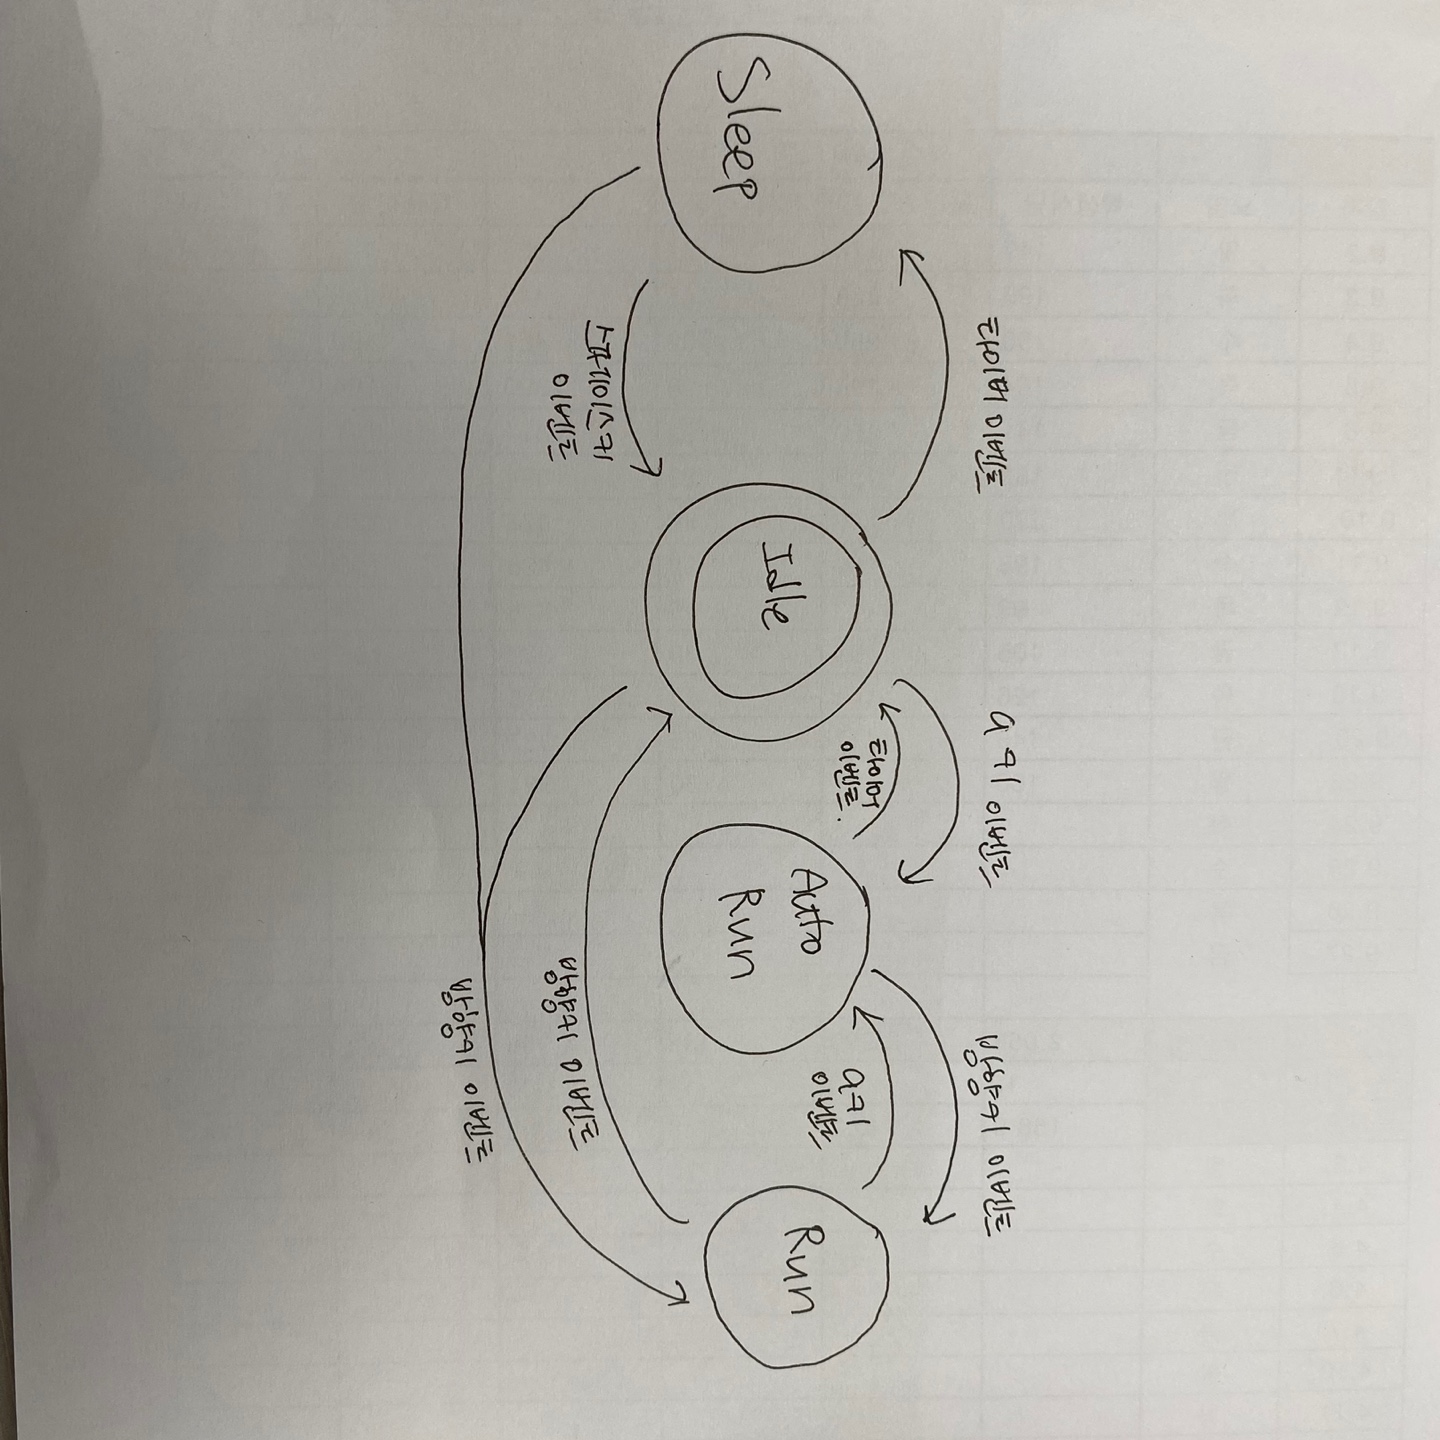 타이머 이벤트
a 키 이벤트
방향키 이벤트
타이머
이벤트.
a키
이벤트
Sleep
Idle
Auto
Run
Run
스페이스키
이벤트
방향키 이벤트
방향키 이벤트